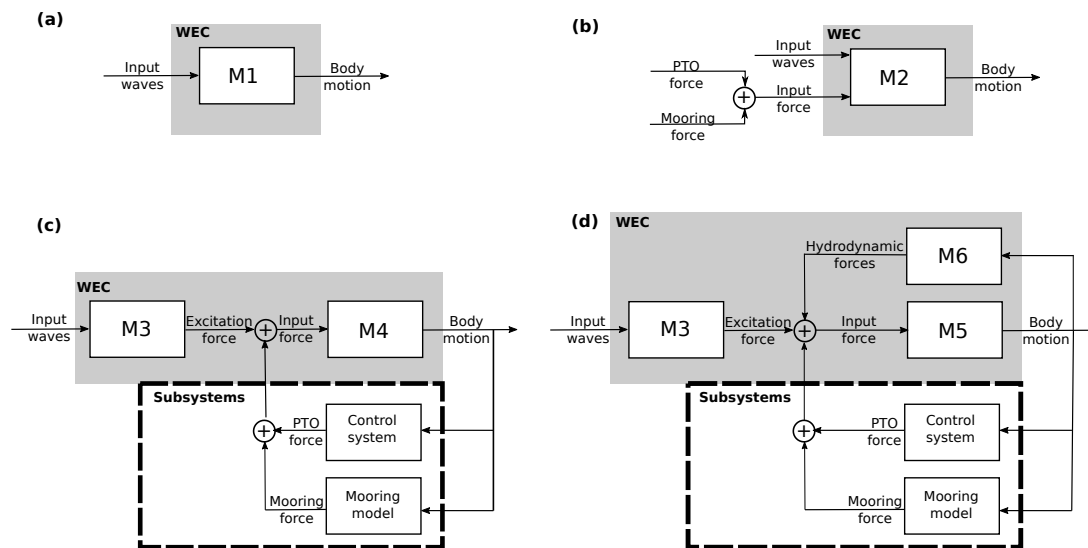 (a)
WEC
Input
waves
M1
Body
motion
(b)
WEC
Input
waves
PTO
force
Input
force
Mooring
force
M2
Body
motion
(c)
WEC
Input
waves
M3
Excitation
force
Input
force
M4
Body
motion
Subsystems
PTO
force
Control
system
Mooring
force
Mooring
model
(d)
WEC
Hydrodynamic
forces
M6
Input
waves
M3
Excitation
force
Input
force
M5
Body
motion
Subsystems
PTO
force
Control
system
Mooring
force
Mooring
model